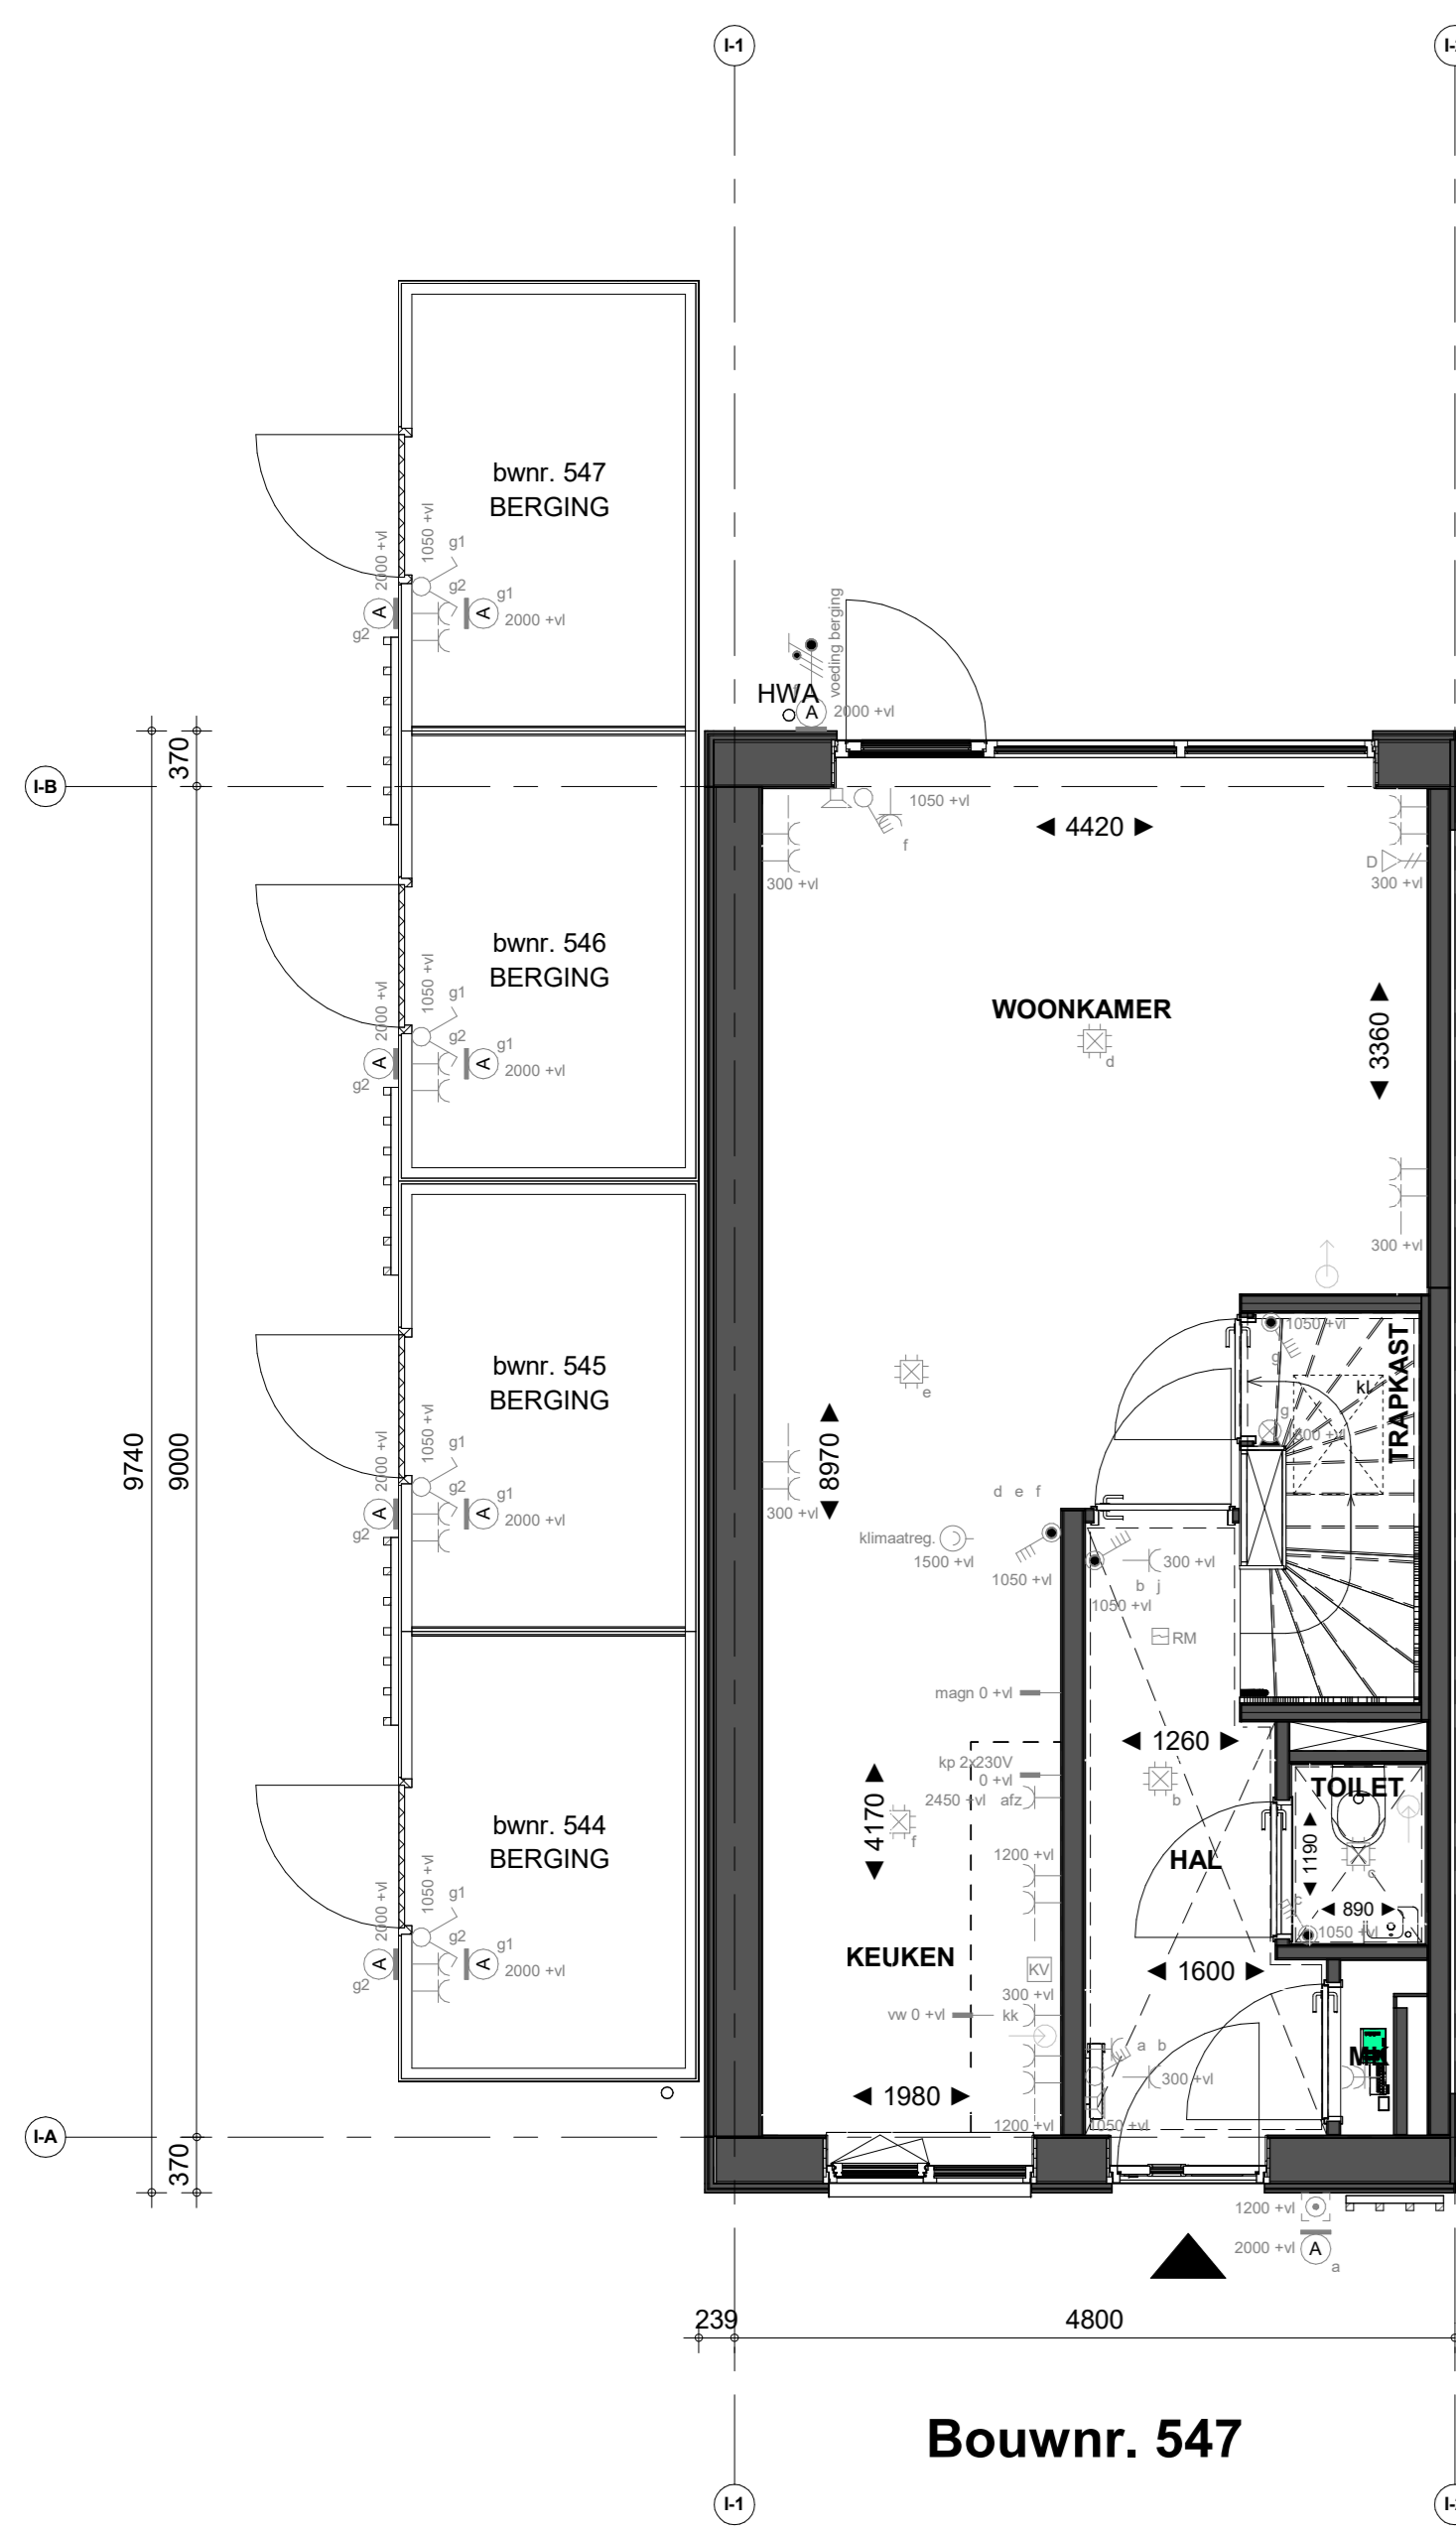 I-1
bwnr. 547
BERGING
2000 +vl
1050 +vl
g1
g2
A
g2
A
g1
2000 +vl
voeding berging
HWA
A
2000 +vl
370
I-B
1050 +vl
f
4420
300 +vl
D
300 +vl
bwnr. 546
BERGING
2000 +vl
1050 +vl
g1
g2
A
g2
A
g1
2000 +vl
WOONKAMER
d
3360
300 +vl
bwnr. 545
BERGING
2000 +vl
1050 +vl
g1
g2
A
g2
A
g1
2000 +vl
9740
9000
e
8970
300 +vl
1050 +vl
g
kl
TRAPKAST
g
d e f
klimaatreg.
1500 +vl
1050 +vl
300 +vl
b j
1050 +vl
RM
magn 0 +vl
1260
kp 2x230V
0 +vl
2450 +vl afz
b
4170
f
bwnr. 544
BERGING
2000 +vl
1050 +vl
g1
g2
A
g2
A
g1
2000 +vl
TOILET
1190
c
890
c
1050 +vl
HAL
1200 +vl
KEUKEN
KV
300 +vl
1600
vw 0 +vl
kk
a b
300 +vl
MK
1980
1200 +vl
1050 +vl
I-A
370
1200 +vl
2000 +vl
A
a
239
4800
Bouwnr. 547
I-1